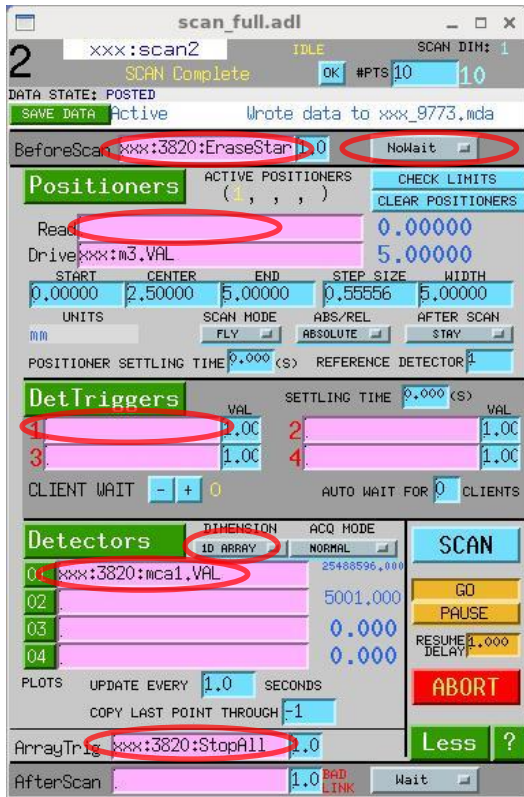 scan_full.adl
2 xxx:scan2 IDLE SCAN DIM: 1
SCAN Complete OK #PTS 10 10
DATA STATE: POSTED
SAVE DATA Active Wrote data to xxx_9773.mda
BeforeScan xxx:3820:EraseStar 1.0 NoWait
Positioners ACTIVE POSITIONERS CHECK LIMITS
(1, , , ) CLEAR POSITIONERS
Read 0.00000
Drive xxx:m3.VAL 5.00000
START CENTER END STEP SIZE WIDTH
0.00000 2.50000 5.00000 0.55556 5.00000
UNITS SCAN MODE ABS/REL AFTER SCAN
mm FLY ABSOLUTE STAY
POSITIONER SETTLING TIME 0.000 (S) REFERENCE DETECTOR 1
DetTriggers SETTLING TIME 0.000 (S)
VAL VAL
1 1.00 2 1.00
3 1.00 4 1.00
CLIENT WAIT - + 0 AUTO WAIT FOR 0 CLIENTS
Detectors DIMENSION ACQ MODE SCAN
1D ARRAY NORMAL
01 xxx:3820:mca1.VAL 25488596.000
02 5001.000 GO
03 0.000 PAUSE
04 0.000 RESUME DELAY 1.000
PLOTS UPDATE EVERY 1.0 SECONDS ABORT
COPY LAST POINT THROUGH -1
ArrayTrig xxx:3820:StopAll 1.0 Less ?
AfterScan 1.0 BAD LINK Wait